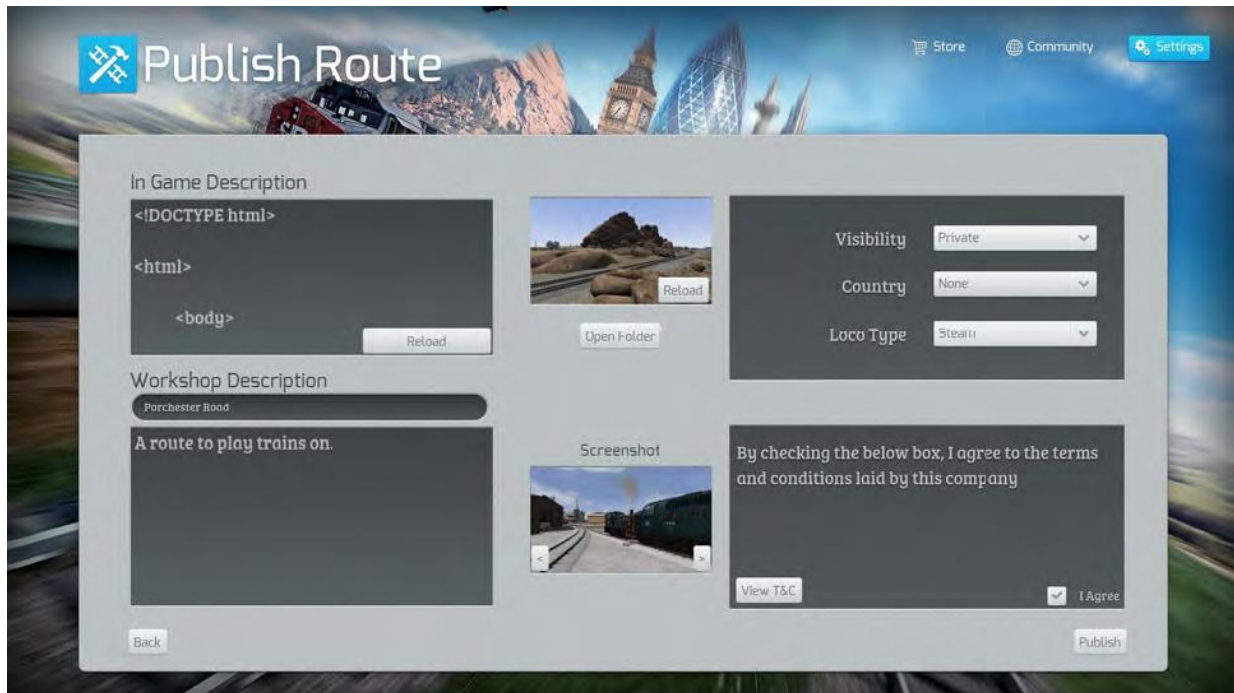 Publish Route
Store
Community
Settings
In Game Description
<!DOCTYPE html>
<html>
<body>
Reload
Reload
Open Folder
Visibility
Private
Country
None
Loco Type
Steam
Workshop Description
Porchester Road
A route to play trains on.
Screenshot
<
>
By checking the below box, I agree to the terms
and conditions laid by this company
View T&C
I Agree
Back
Publish